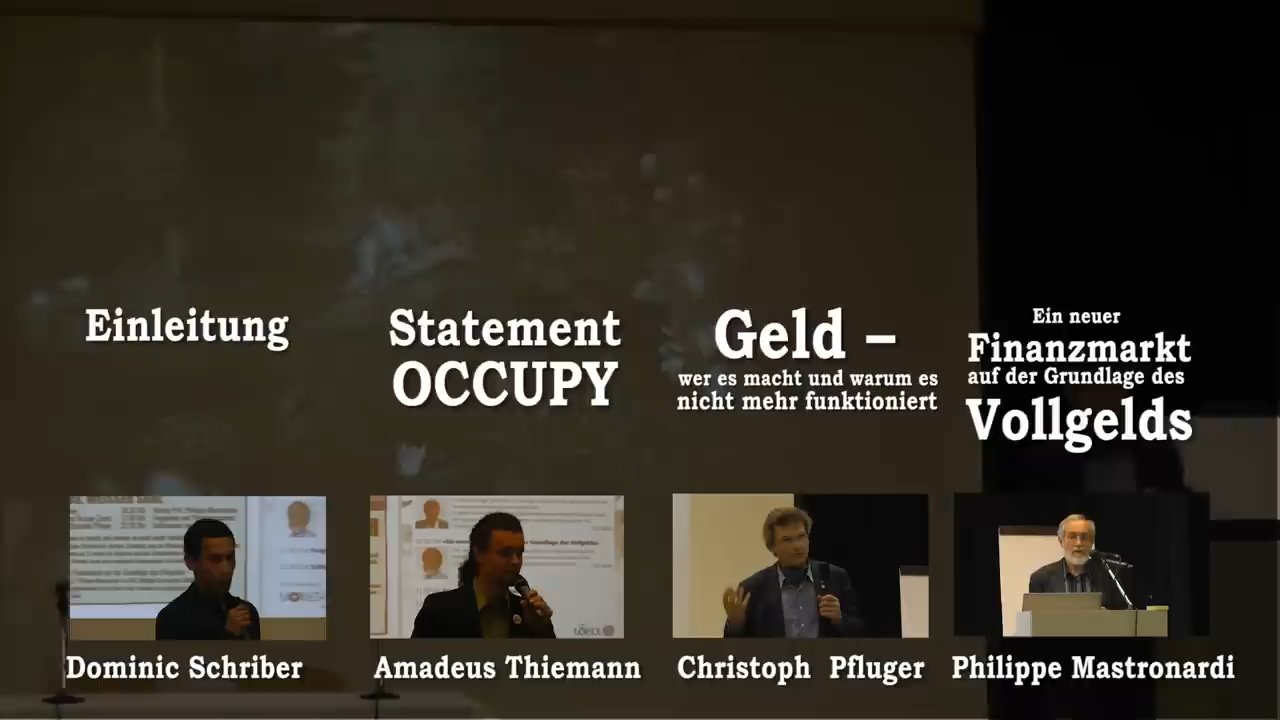 Einleitung
Statement
OCCUPY
Geld –
wer es macht und warum es
nicht mehr funktioniert
Ein neuer
Finanzmarkt
auf der Grundlage des
Vollgelds
Dominic Schriber
Amadeus Thiemann
Christoph Pfluger
Philippe Mastronardi